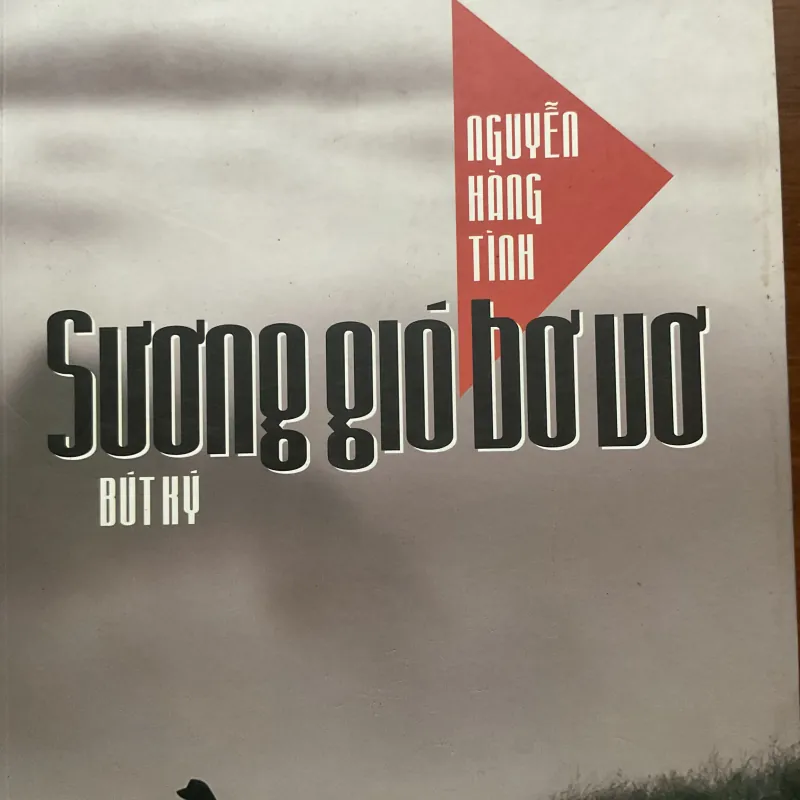 NGUYỄN
HÀNG
TÌNH
Sương gió bơ vơ
BÚT KÝ